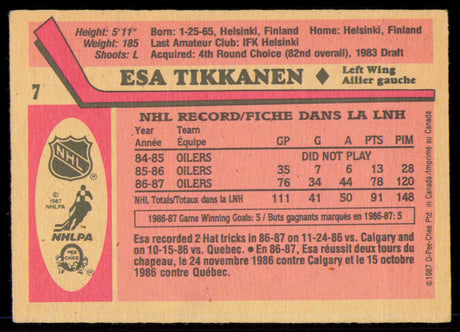 Height: 5'11" Born: 1-25-65, Helsinki, Finland Home: Helsinki, Finland
Weight: 185 Last Amateur Club: IFK Helsinki
Shoots: L Acquired: 4th Round Choice (82nd overall), 1983 Draft
7 ESA TIKKANEN ♦ Left Wing
Ailier gauche
NHL RECORD/FICHE DANS LA LNH
Year Team
Année Équipe GP G A PTS PIM
84-85 OILERS DID NOT PLAY
85-86 OILERS 35 7 6 13 28
86-87 OILERS 76 34 44 78 120
NHL Totals/Totaux dans la LNH 111 41 50 91 148
1986-87 Game Winning Goals: 5 / Buts gagnants marqués en 1986-87: 5
Esa recorded 2 Hat tricks in 86-87 on 11-24-86 vs. Calgary and
on 10-15-86 vs. Quebec. – En 86-87, Esa réussit deux tours du
chapeau, le 24 novembre 1986 contre Calgary et le 15 octobre
1986 contre Québec.
NHL
©
1987
NHLPA
NHLPA
O-PEE-CHEE
©1987 O-Pee-Chee Ptd. in Canada/Imprimé au Canada